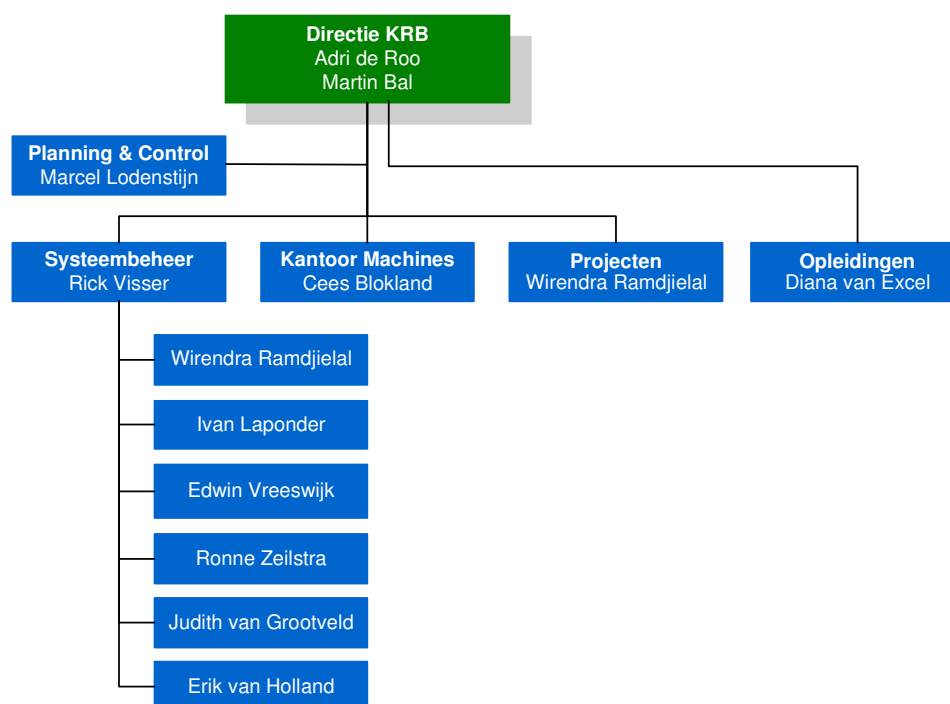 Directie KRB
Adri de Roo
Martin Bal
Planning & Control
Marcel Lodenstijn
Systeembeheer
Rick Visser
Kantoor Machines
Cees Blokland
Projecten
Wirendra Ramdjielal
Opleidingen
Diana van Excel
Wirendra Ramdjielal
Ivan Laponder
Edwin Vreeswijk
Ronne Zeilstra
Judith van Grootveld
Erik van Holland